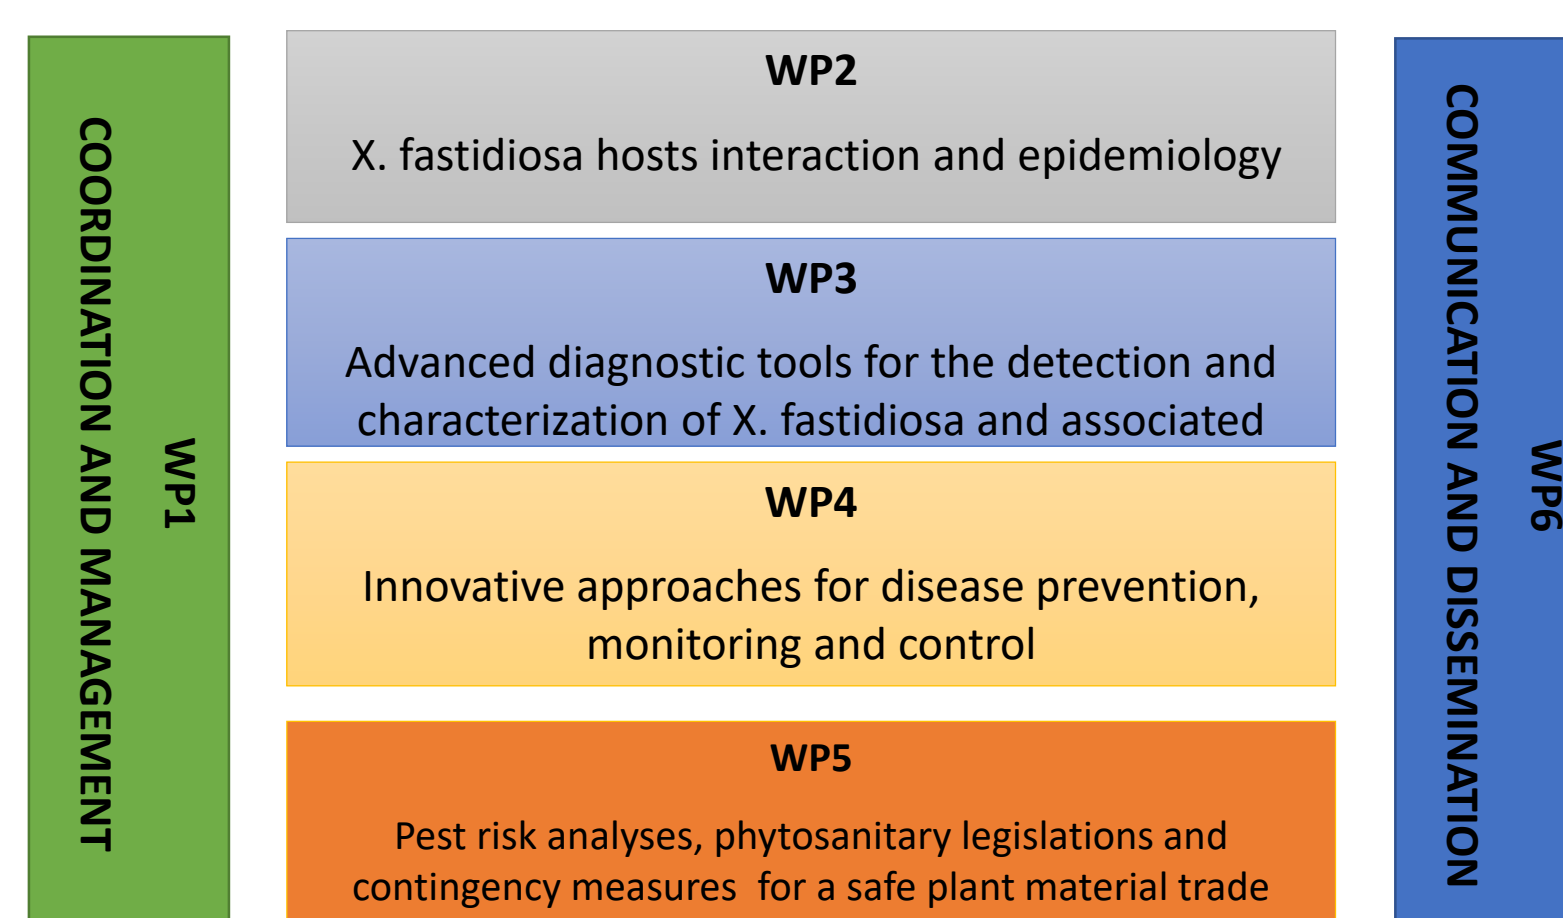 WP1
COORDINATION AND MANAGEMENT
WP2
X. fastidiosa hosts interaction and epidemiology
WP3
Advanced diagnostic tools for the detection and
characterization of X. fastidiosa and associated
WP4
Innovative approaches for disease prevention,
monitoring and control
WP5
Pest risk analyses, phytosanitary legislations and
contingency measures for a safe plant material trade
WP6
COMMUNICATION AND DISSEMINATION